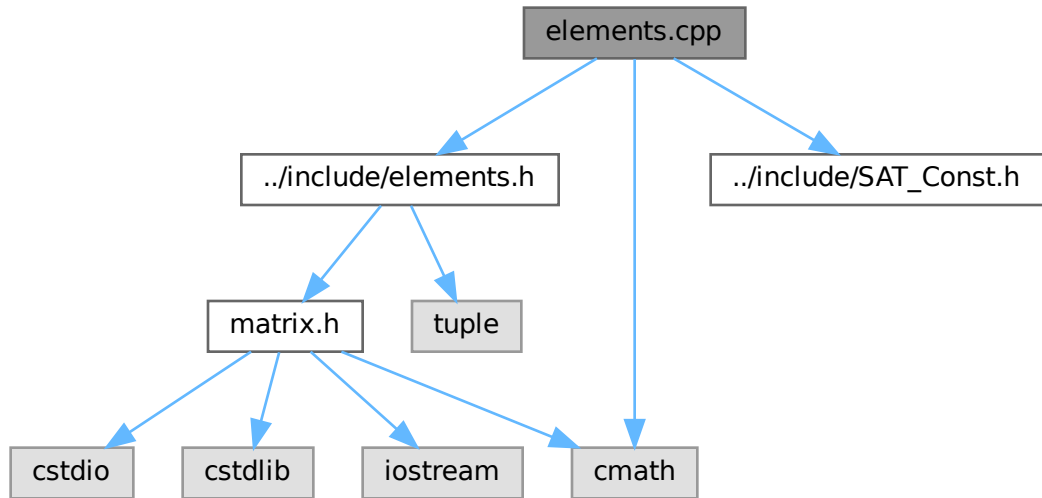 elements.cpp
../include/elements.h
../include/SAT_Const.h
matrix.h
tuple
cstdio
cstdlib
iostream
cmath